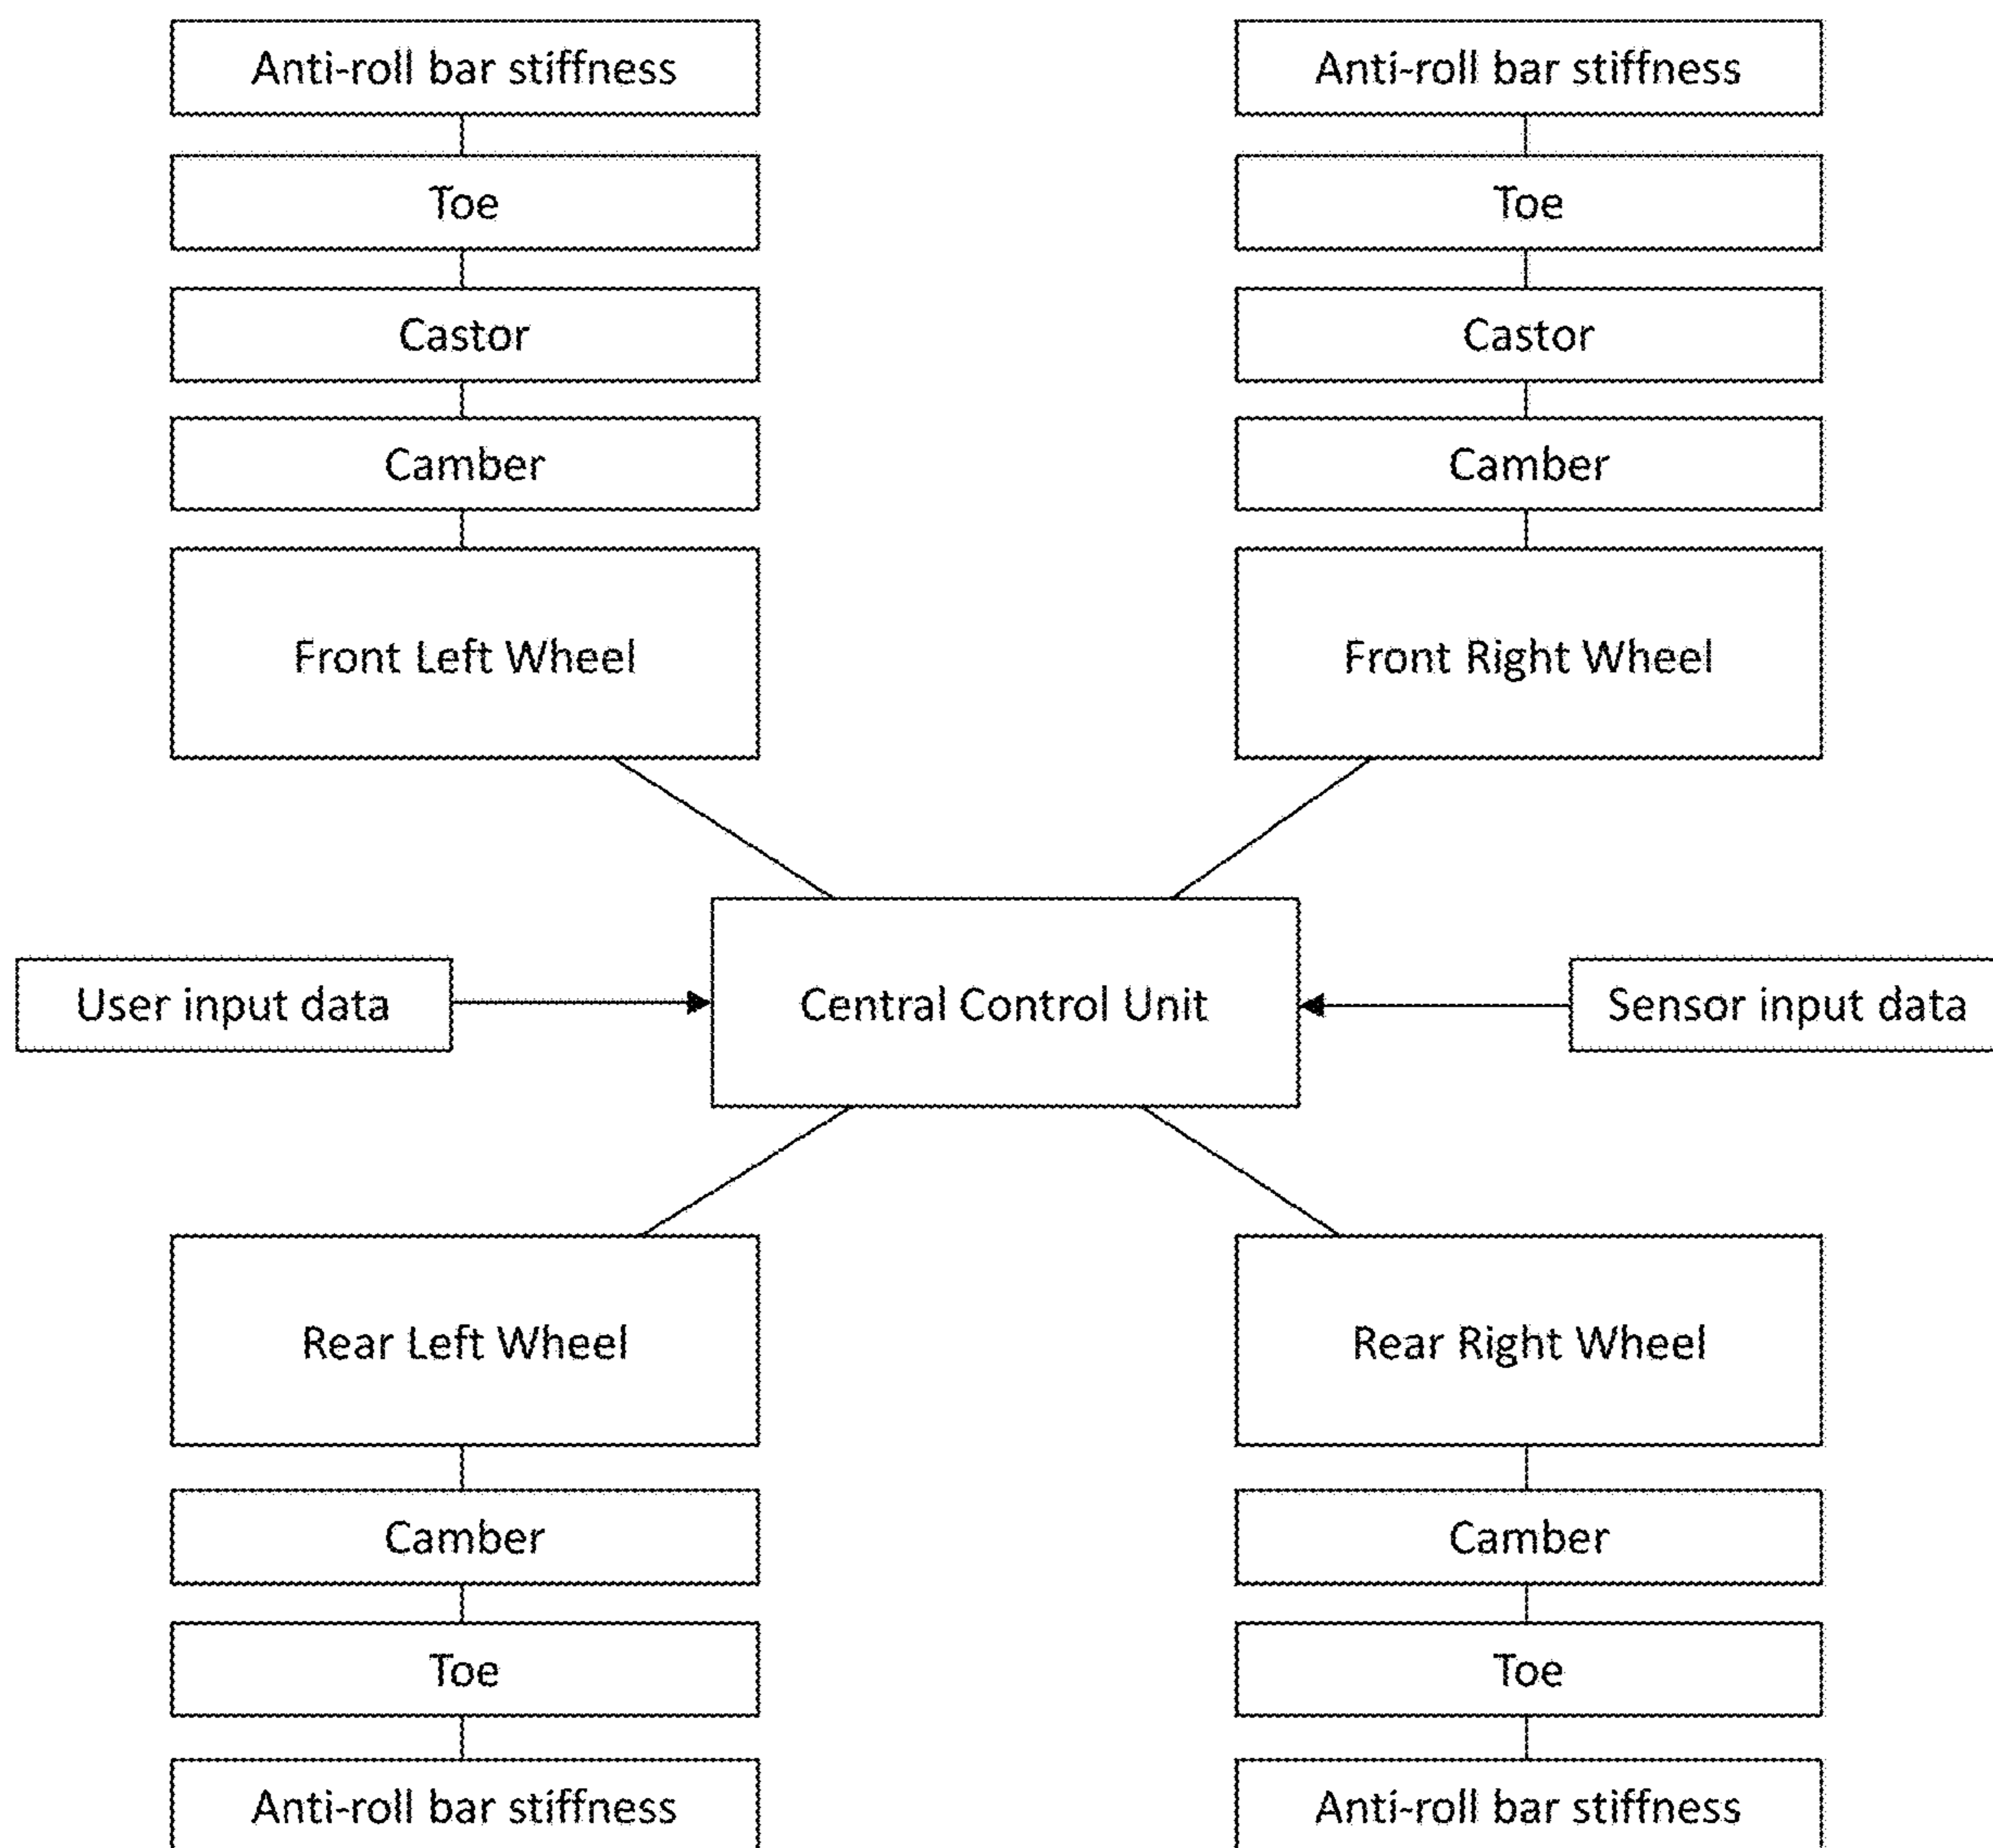 Anti-roll bar stiffness
Anti-roll bar stiffness
Toe
Toe
Castor
Castor
Camber
Camber
Front Left Wheel
Front Right Wheel
User input data
Central Control Unit
Sensor input data
Rear Left Wheel
Rear Right Wheel
Camber
Camber
Toe
Toe
Anti-roll bar stiffness
Anti-roll bar stiffness